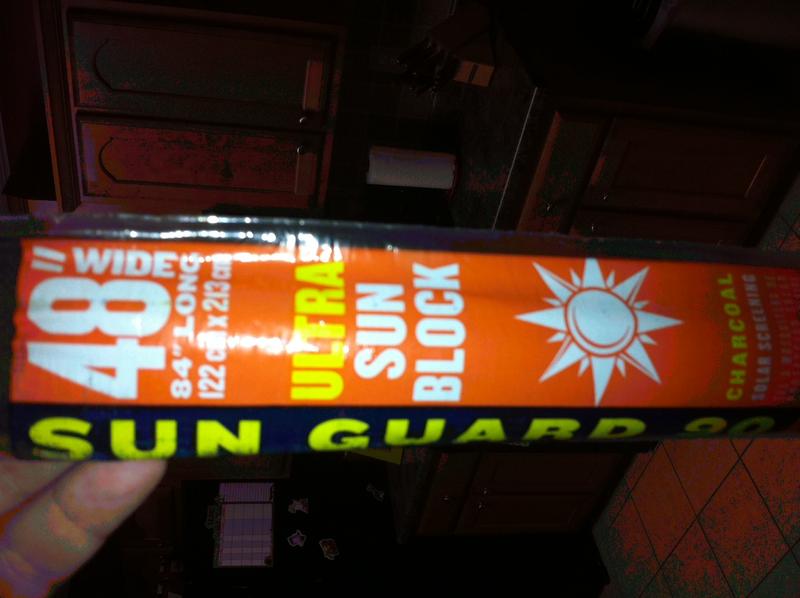 48" WIDE
84" LONG
122 cm x 213 cm
ULTRA
SUN
BLOCK
CHARCOAL
SOLAR SCREENING
SUN GUARD 90